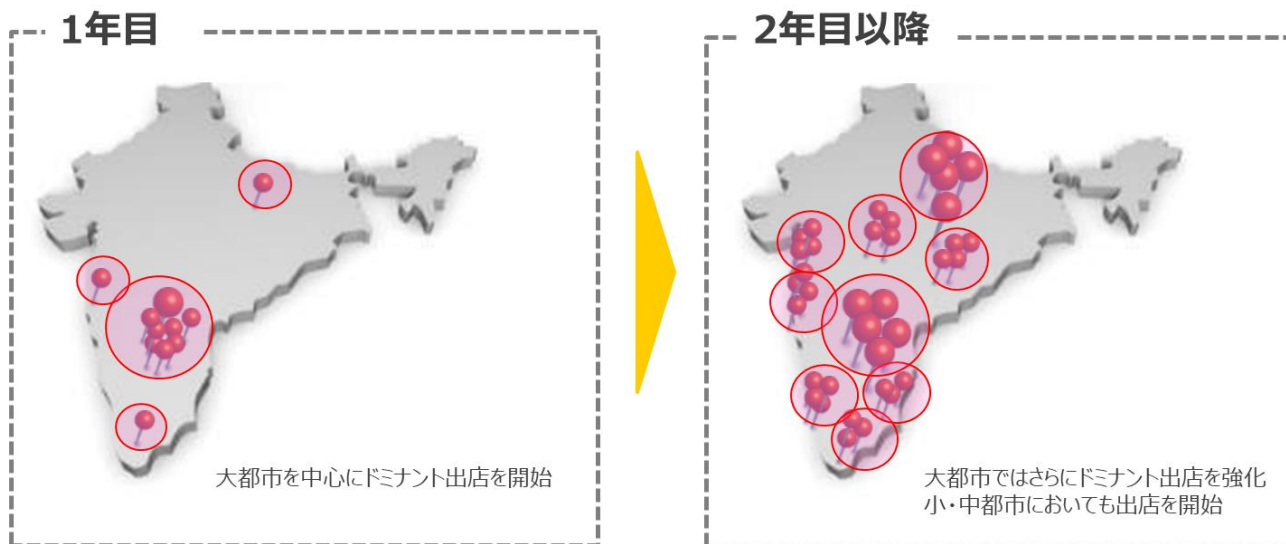 1年目
大都市を中心にドミナント出店を開始
2年目以降
大都市ではさらにドミナント出店を強化
小・中都市においても出店を開始